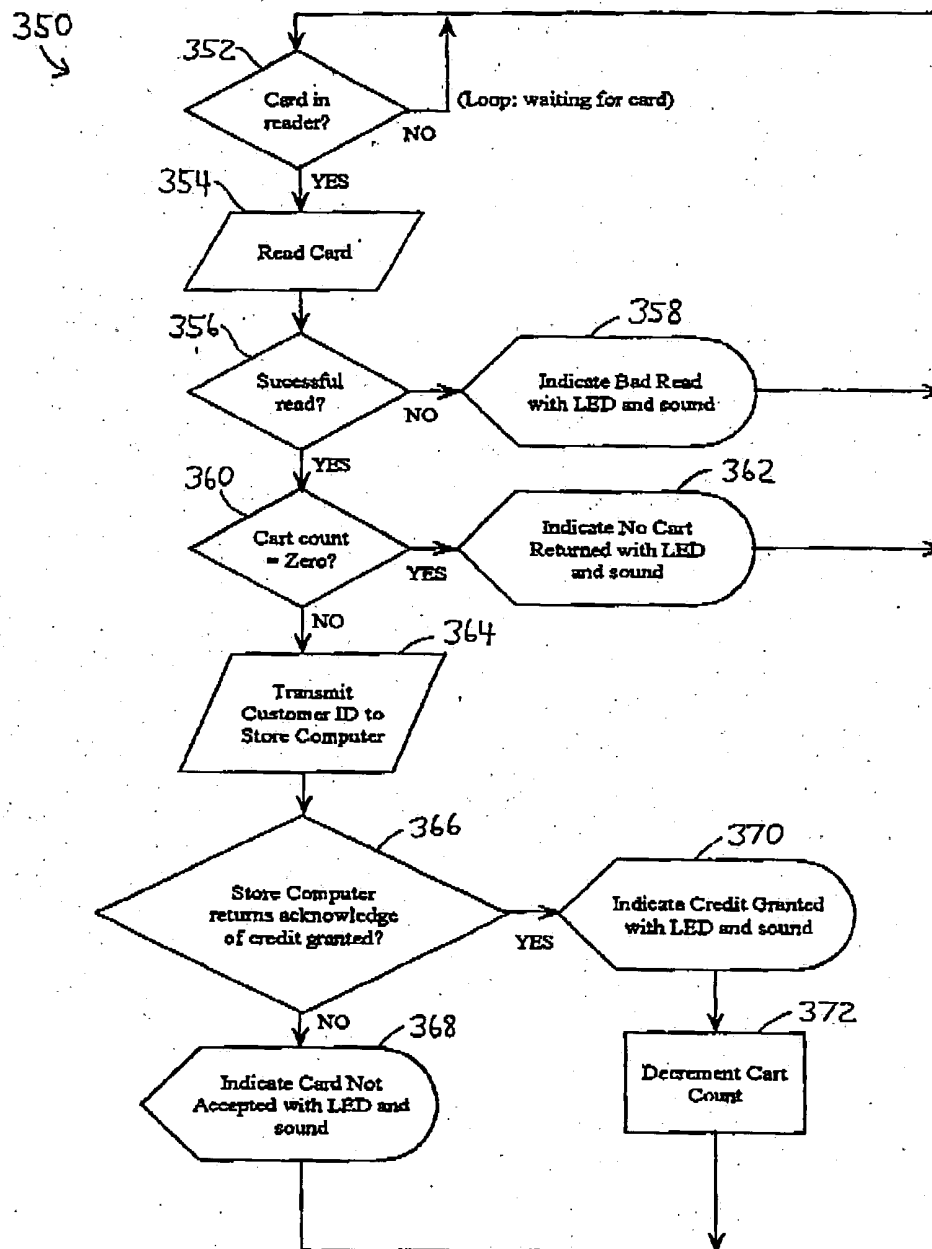 350
352
Card in
reader?
(Loop: waiting for card)
NO
YES
354
Read Card
356
Sucessful
read?
NO
358
Indicate Bad Read
with LED and sound
YES
360
Cart count
= Zero?
YES
362
Indicate No Cart
Returned with LED
and sound
NO
364
Transmit
Customer ID to
Store Computer
366
Store Computer
returns acknowledge
of credit granted?
YES
370
Indicate Credit Granted
with LED and sound
NO
368
Indicate Card Not
Accepted with LED and
sound
372
Decrement Cart
Count